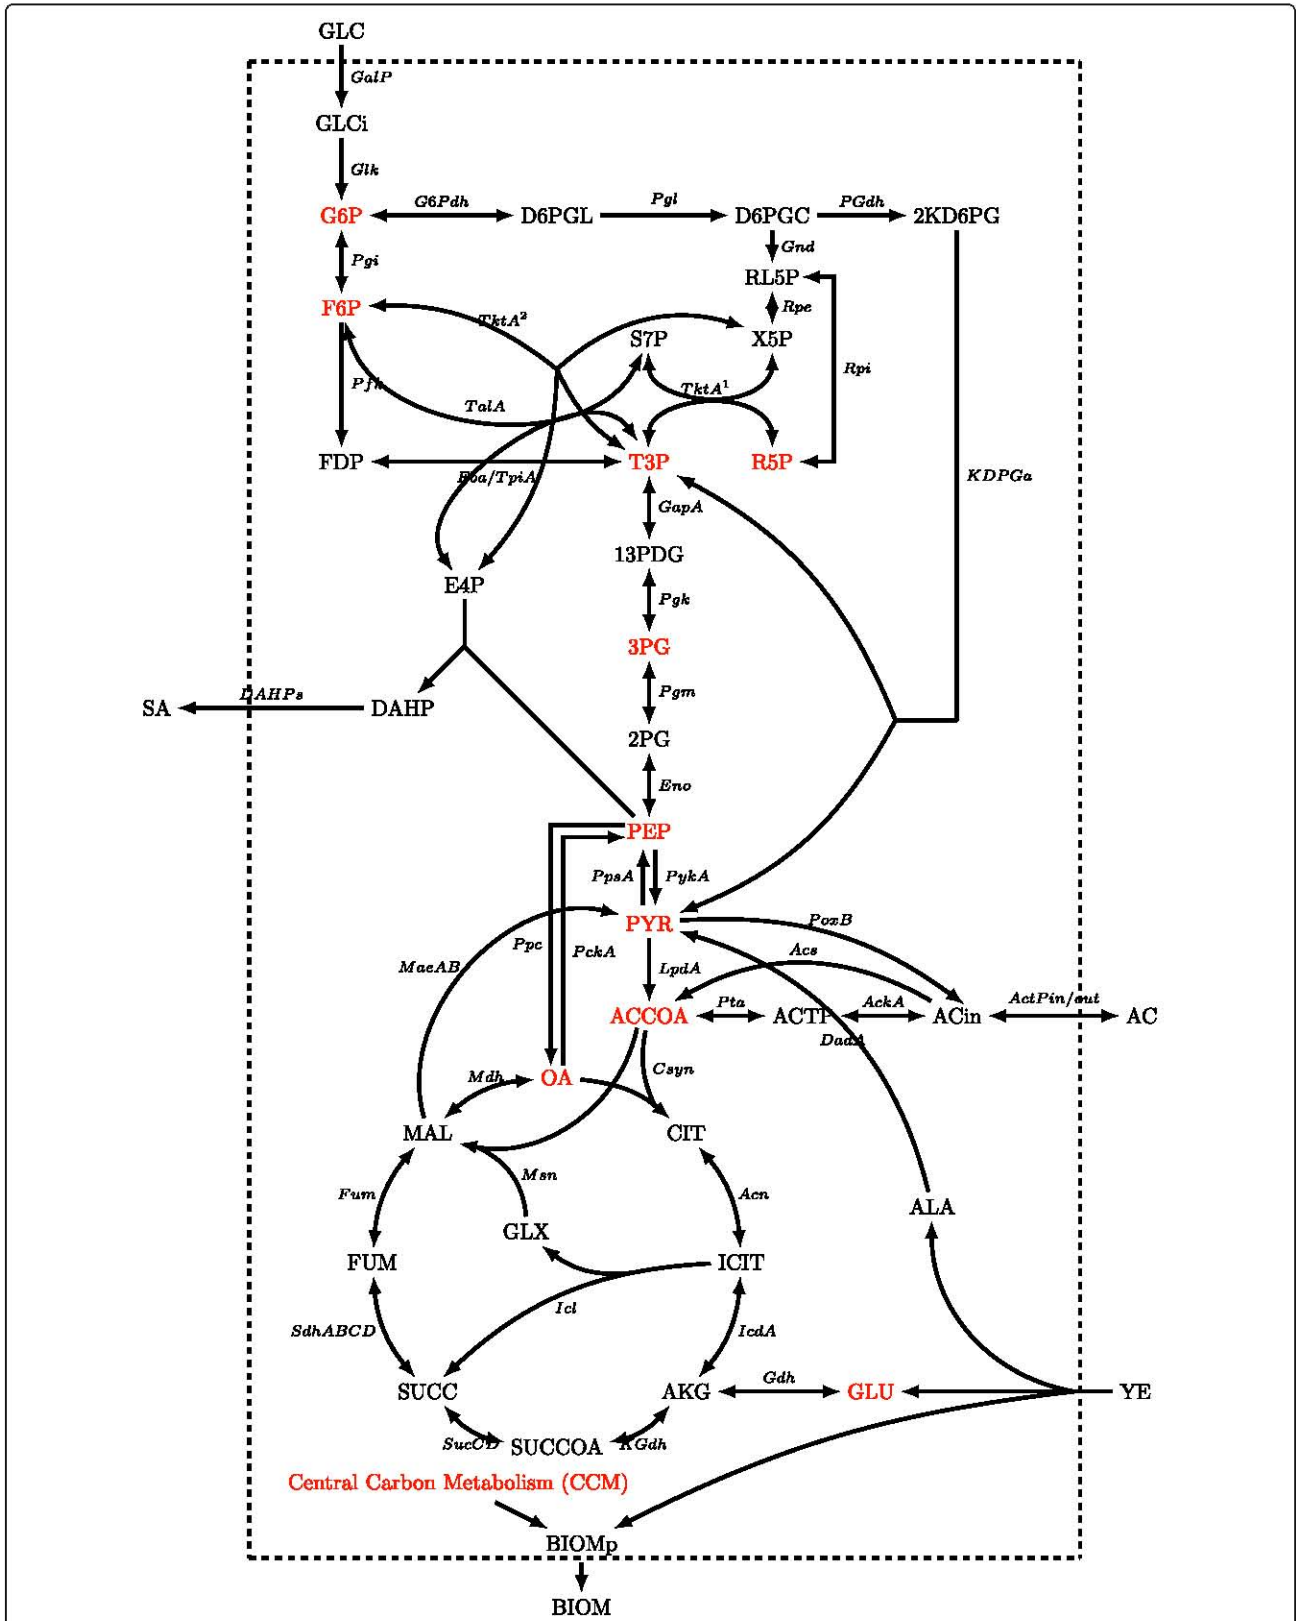 GLC
GalP
GLCi
Glk
G6P
G6Pdh
D6PGL
Pgl
D6PGC
PGdh
2KD6PG
Gnd
Pgi
RL5P
F6P
Rpe
TktA²
S7P
X5P
Rpi
Pfk
TktA¹
TalA
FDP
T3P
R5P
Fba/TpiA
KDPGa
GapA
13PDG
E4P
Pgk
3PG
Pgm
DAHPs
SA
DAHP
2PG
Eno
PEP
PpsA
PykA
PYR
PoxB
Ppc
PckA
Acs
MaeAB
LpdA
ACCOA
Pta
ACTP
AckA
ACin
ActPin/out
AC
DadA
Mdh
OA
Csyn
MAL
CIT
Msn
Fum
Acn
ALA
GLX
FUM
ICIT
Icl
SdhABCD
IcdA
SUCC
AKG
Gdh
GLU
YE
SucCD
SUCCOA
KGdh
Central Carbon Metabolism (CCM)
BIOMp
BIOM